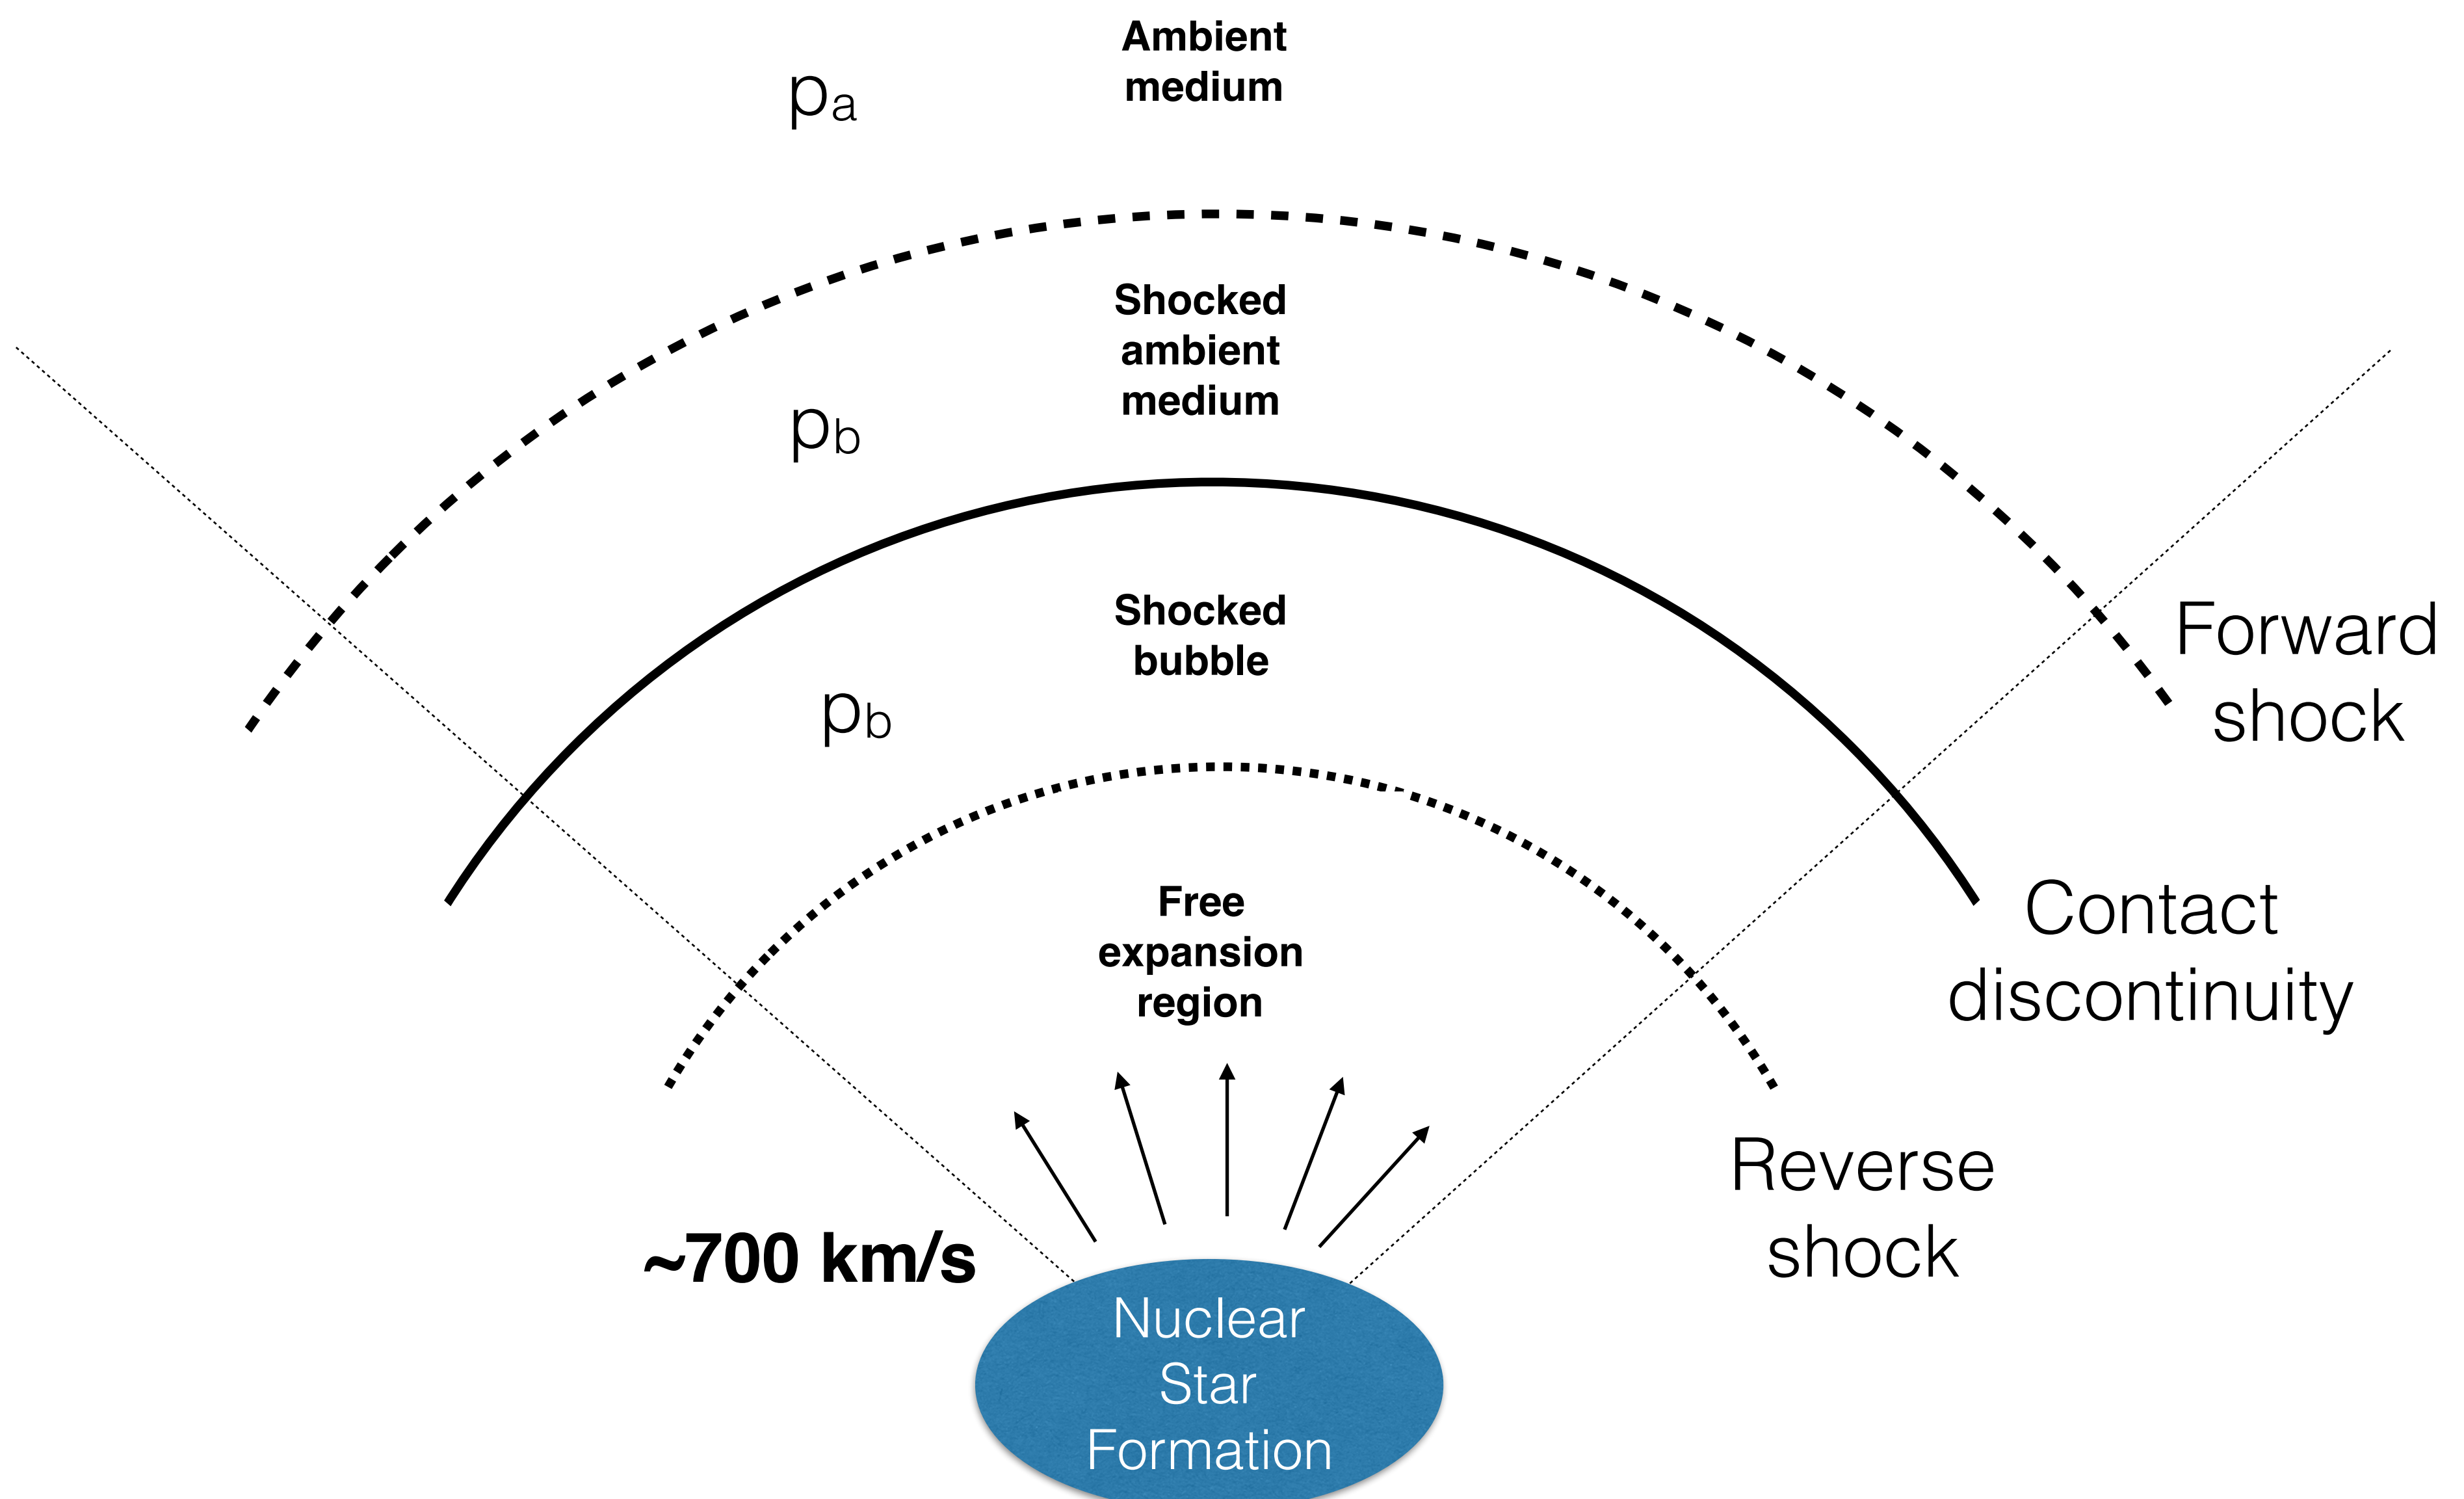 Ambient
medium
pa
Shocked
ambient
medium
pb
Shocked
bubble
pb
Forward
shock
Free
expansion
region
Contact
discontinuity
Reverse
shock
~700 km/s
Nuclear
Star
Formation